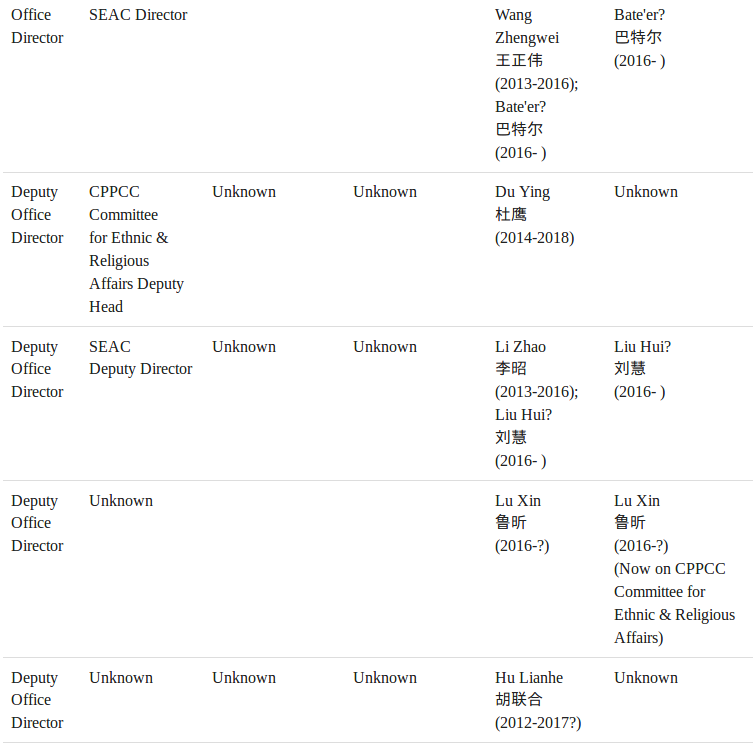 Office
Director
SEAC Director
Wang
Zhengwei
王正伟
(2013-2016);
Bate'er?
巴特尔
(2016- )
Bate'er?
巴特尔
(2016- )
Deputy
Office
Director
CPPCC
Committee
for Ethnic &
Religious
Affairs Deputy
Head
Unknown
Unknown
Du Ying
杜鹰
(2014-2018)
Unknown
Deputy
Office
Director
SEAC
Deputy Director
Unknown
Unknown
Li Zhao
李昭
(2013-2016);
Liu Hui?
刘慧
(2016- )
Liu Hui?
刘慧
(2016- )
Deputy
Office
Director
Unknown
Lu Xin
鲁昕
(2016-?)
Lu Xin
鲁昕
(2016-?)
(Now on CPPCC
Committee for
Ethnic & Religious
Affairs)
Deputy
Office
Director
Unknown
Unknown
Unknown
Hu Lianhe
胡联合
(2012-2017?)
Unknown